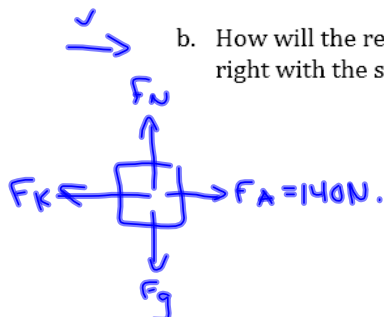 v
b. How will the re
right with the s
FN
FK
FA = 140N.
Fg